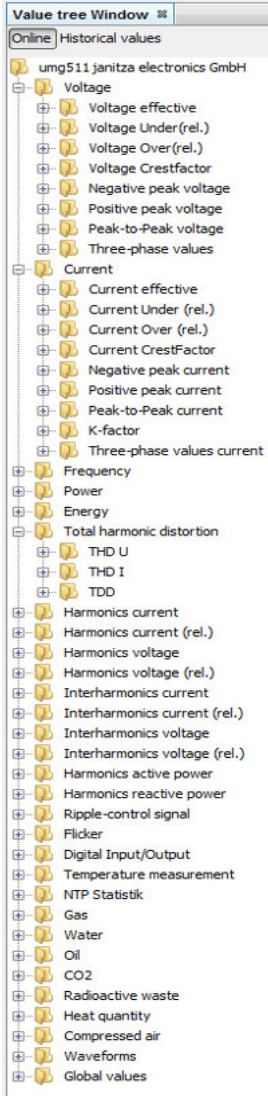 Value tree Window
Online Historical values
umg511 janitza electronics GmbH
Voltage
Voltage effective
Voltage Under(rel.)
Voltage Over(rel.)
Voltage Crestfactor
Negative peak voltage
Positive peak voltage
Peak-to-Peak voltage
Three-phase values
Current
Current effective
Current Under (rel.)
Current Over (rel.)
Current CrestFactor
Negative peak current
Positive peak current
Peak-to-Peak current
K-factor
Three-phase values current
Frequency
Power
Energy
Total harmonic distortion
THD U
THD I
TDD
Harmonics current
Harmonics current (rel.)
Harmonics voltage
Harmonics voltage (rel.)
Interharmonics current
Interharmonics current (rel.)
Interharmonics voltage
Interharmonics voltage (rel.)
Harmonics active power
Harmonics reactive power
Ripple-control signal
Flicker
Digital Input/Output
Temperature measurement
NTP Statistik
Gas
Water
Oil
CO2
Radioactive waste
Heat quantity
Compressed air
Waveforms
Global values